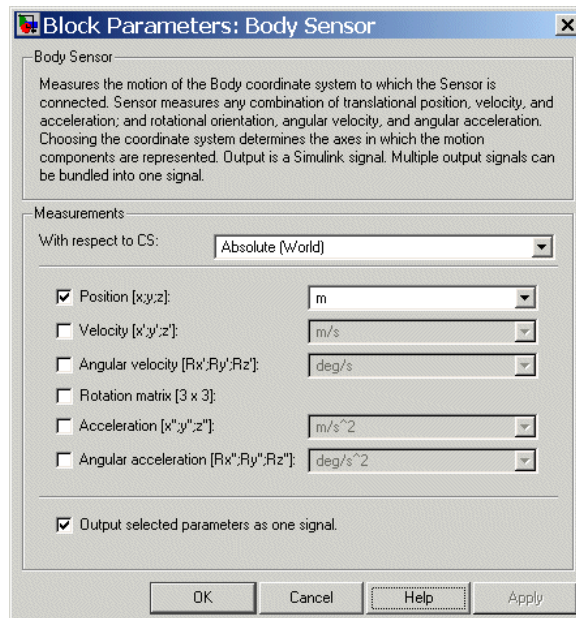 Block Parameters: Body Sensor
Body Sensor
Measures the motion of the Body coordinate system to which the Sensor is
connected. Sensor measures any combination of translational position, velocity, and
acceleration; and rotational orientation, angular velocity, and angular acceleration.
Choosing the coordinate system determines the axes in which the motion
components are represented. Output is a Simulink signal. Multiple output signals can
be bundled into one signal.
Measurements
With respect to CS: Absolute (World)
Position [x;y;z]: m
Velocity [x';y';z']: m/s
Angular velocity [Rx';Ry';Rz']: deg/s
Rotation matrix [3 x 3]:
Acceleration [x";y";z"]: m/s^2
Angular acceleration [Rx";Ry";Rz"]: deg/s^2
Output selected parameters as one signal.
OK Cancel Help Apply